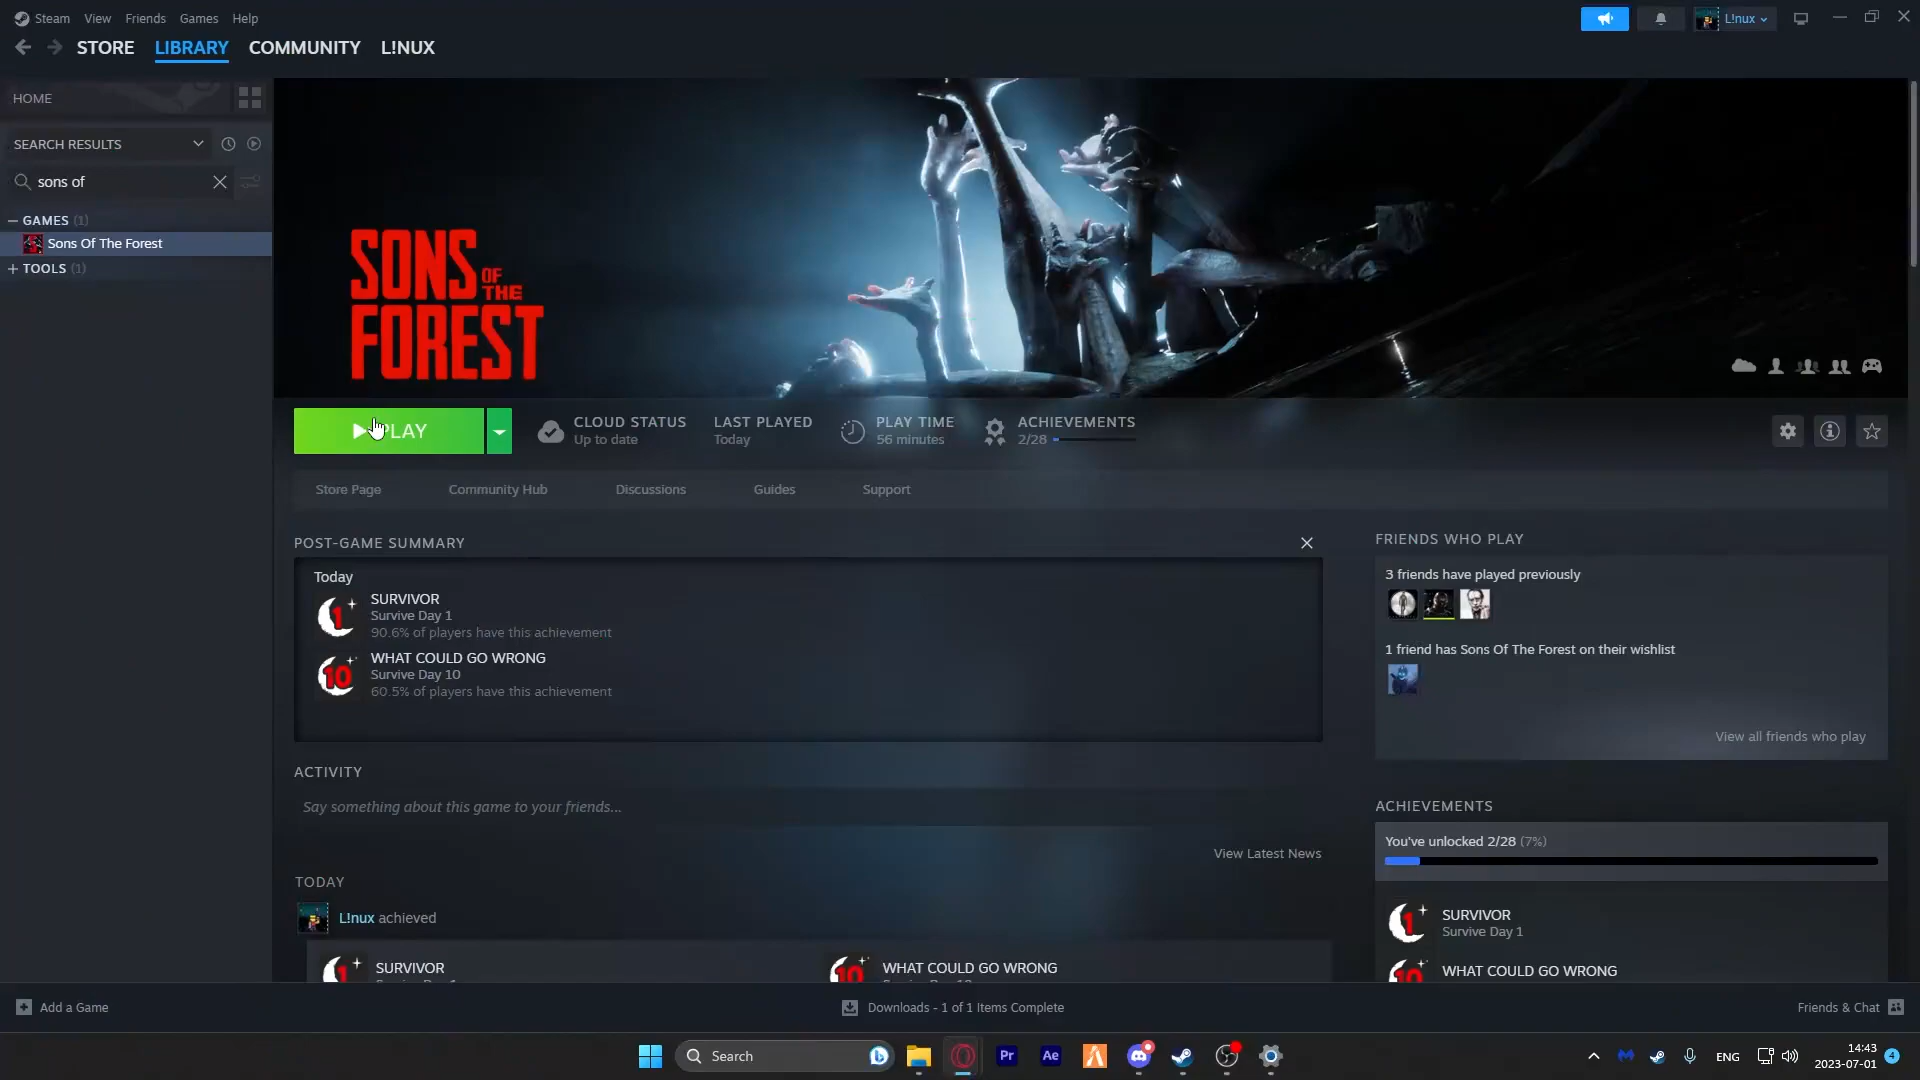 Steam View Friends Games Help
L!nux
STORE LIBRARY COMMUNITY L!NUX
HOME
SEARCH RESULTS
sons of
GAMES (1)
Sons Of The Forest
TOOLS (1)
SONS OF THE FOREST
PLAY
CLOUD STATUS
Up to date
LAST PLAYED
Today
PLAY TIME
56 minutes
ACHIEVEMENTS
2/28
Store Page Community Hub Discussions Guides Support
POST-GAME SUMMARY
Today
1
SURVIVOR
Survive Day 1
90.6% of players have this achievement
10
WHAT COULD GO WRONG
Survive Day 10
60.5% of players have this achievement
FRIENDS WHO PLAY
3 friends have played previously
1 friend has Sons Of The Forest on their wishlist
View all friends who play
ACTIVITY
Say something about this game to your friends...
View Latest News
TODAY
L!nux achieved
1
SURVIVOR
10
WHAT COULD GO WRONG
ACHIEVEMENTS
You've unlocked 2/28 (7%)
1
SURVIVOR
Survive Day 1
10
WHAT COULD GO WRONG
Add a Game
Downloads - 1 of 1 Items Complete
Friends & Chat
Search
Pr
Ae
ENG
14:43
2023-07-01
4